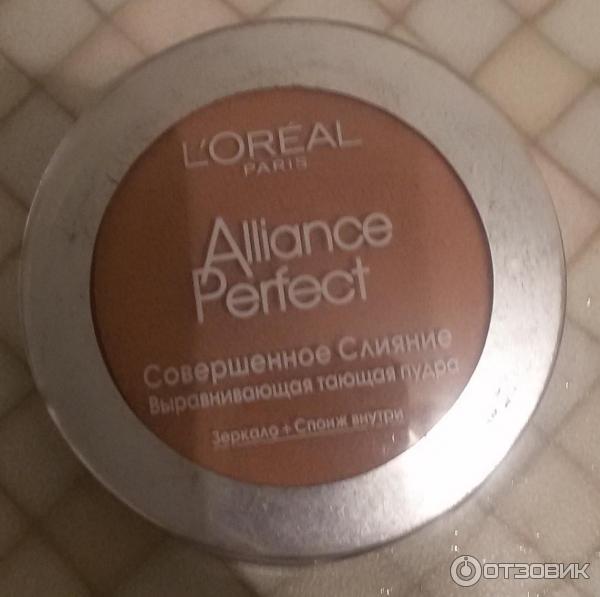 L'ORÉAL
PARIS
Alliance
Perfect
Совершенное Слияние
Выравнивающая тающая пудра
Зеркало + Спонж внутри
ОТЗОВИК